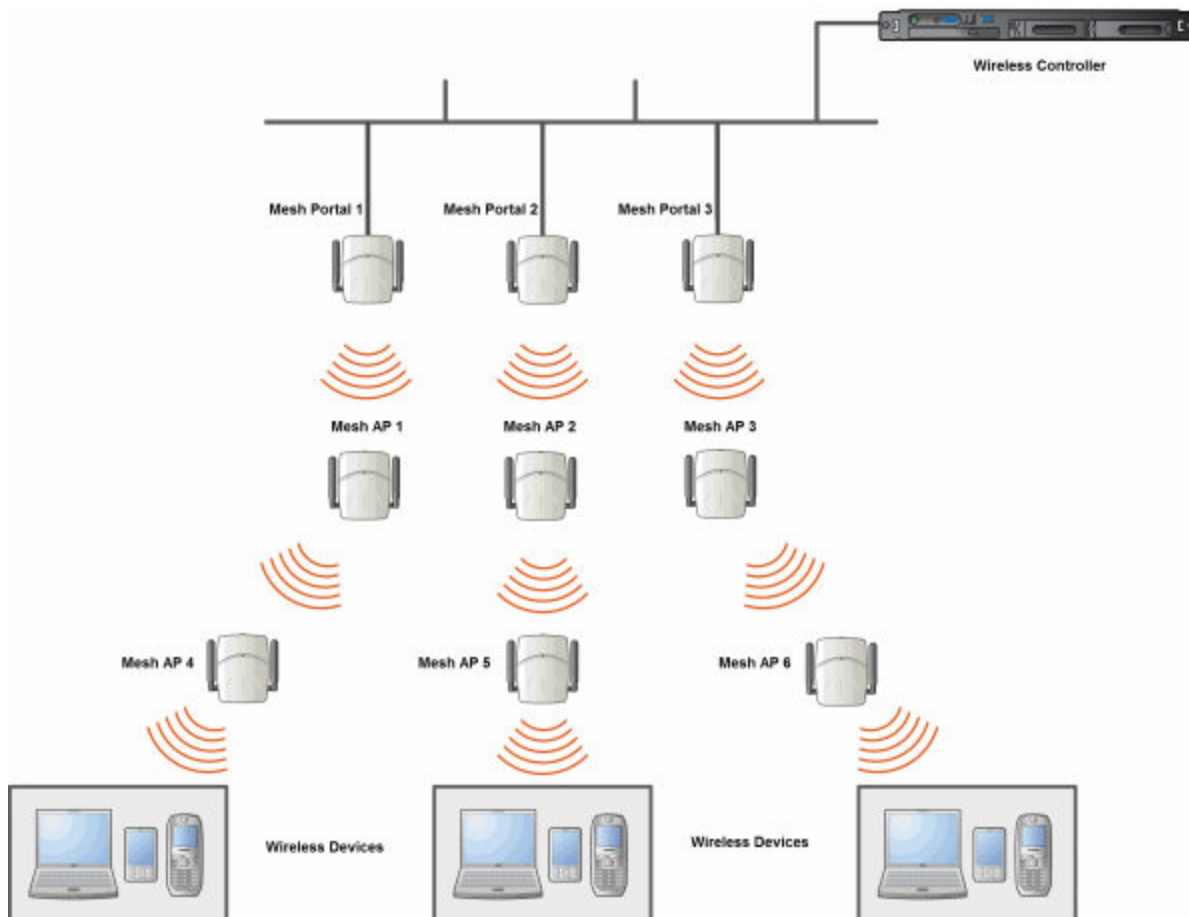 Wireless Controller
Mesh Portal 1
Mesh Portal 2
Mesh Portal 3
Mesh AP 1
Mesh AP 2
Mesh AP 3
Mesh AP 4
Mesh AP 5
Mesh AP 6
Wireless Devices
Wireless Devices